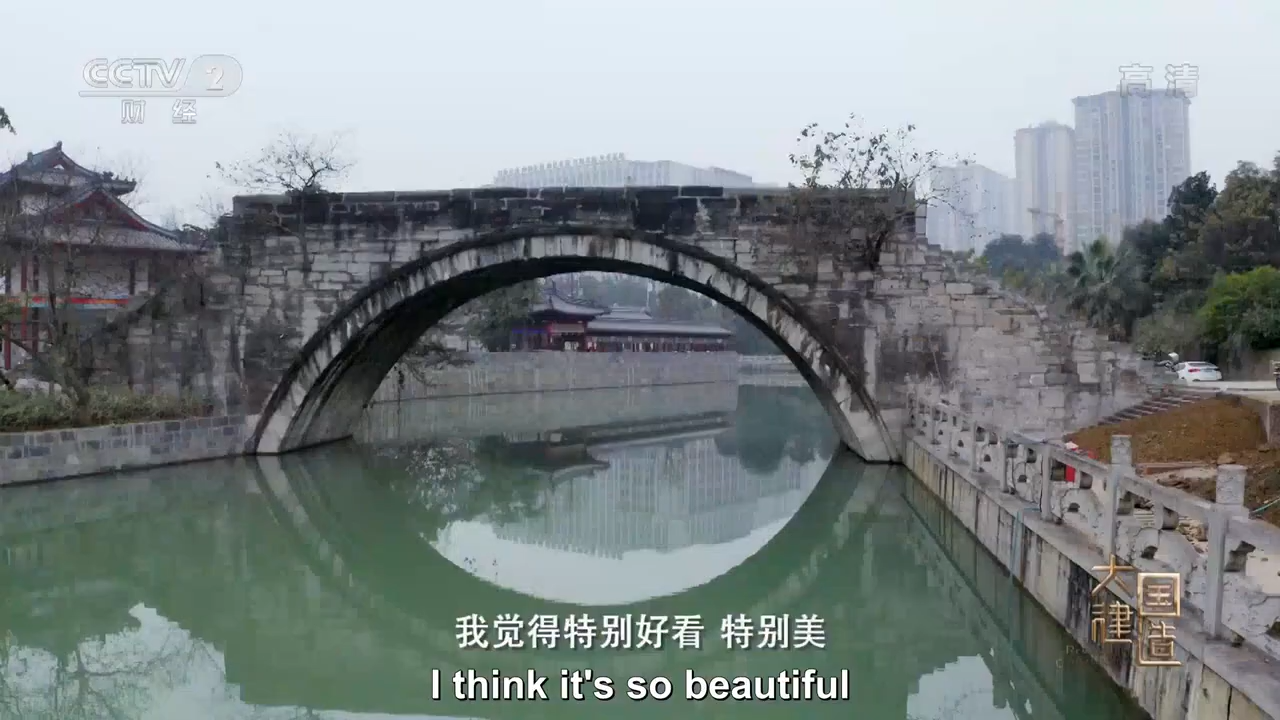 CCTV 2
财 经
高 清
我觉得特别好看 特别美
I think it's so beautiful
大国
建造